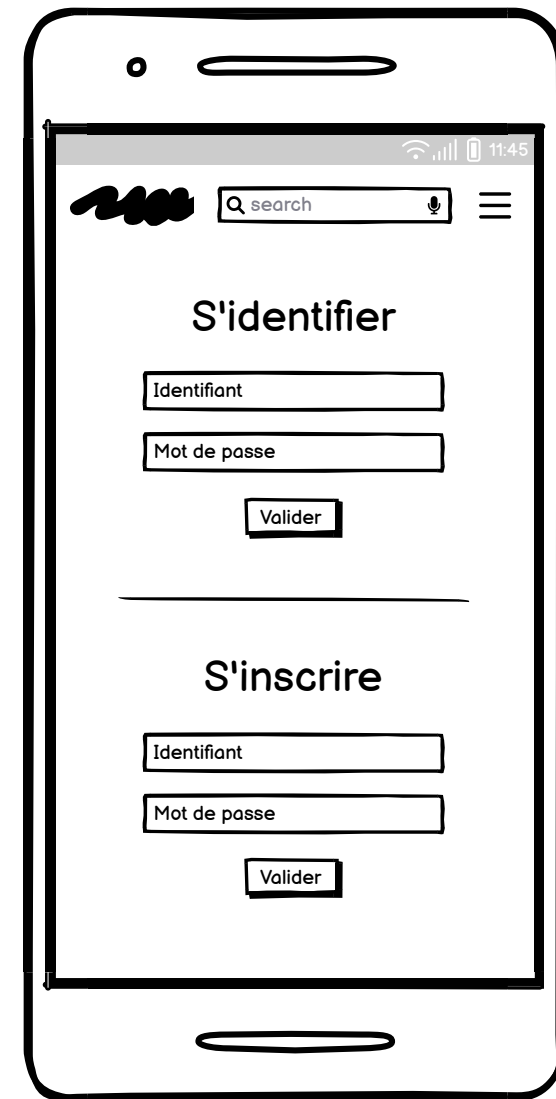 11:45
search
S'identifier
Identifiant
Mot de passe
Valider
S'inscrire
Identifiant
Mot de passe
Valider